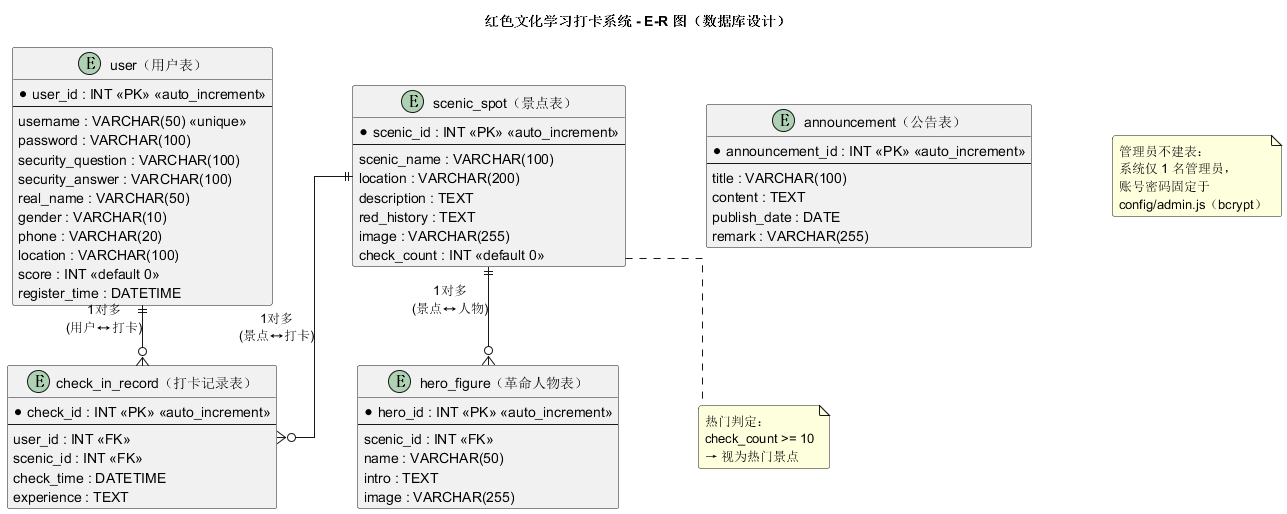 红色文化学习打卡系统 - E-R 图（数据库设计）
E user（用户表）
user_id : INT «PK» «auto_increment»
username : VARCHAR(50) «unique»
password : VARCHAR(100)
security_question : VARCHAR(100)
security_answer : VARCHAR(100)
real_name : VARCHAR(50)
gender : VARCHAR(10)
phone : VARCHAR(20)
location : VARCHAR(100)
score : INT «default 0»
register_time : DATETIME
E scenic_spot（景点表）
scenic_id : INT «PK» «auto_increment»
scenic_name : VARCHAR(100)
location : VARCHAR(200)
description : TEXT
red_history : TEXT
image : VARCHAR(255)
check_count : INT «default 0»
E announcement（公告表）
announcement_id : INT «PK» «auto_increment»
title : VARCHAR(100)
content : TEXT
publish_date : DATE
remark : VARCHAR(255)
管理员不建表：
系统仅 1 名管理员，
账号密码固定于
config/admin.js（bcrypt）
1对多
(用户↔打卡)
1对多
(景点↔打卡)
1对多
(景点↔人物)
E check_in_record（打卡记录表）
check_id : INT «PK» «auto_increment»
user_id : INT «FK»
scenic_id : INT «FK»
check_time : DATETIME
experience : TEXT
E hero_figure（革命人物表）
hero_id : INT «PK» «auto_increment»
scenic_id : INT «FK»
name : VARCHAR(50)
intro : TEXT
image : VARCHAR(255)
热门判定：
check_count >= 10
→ 视为热门景点